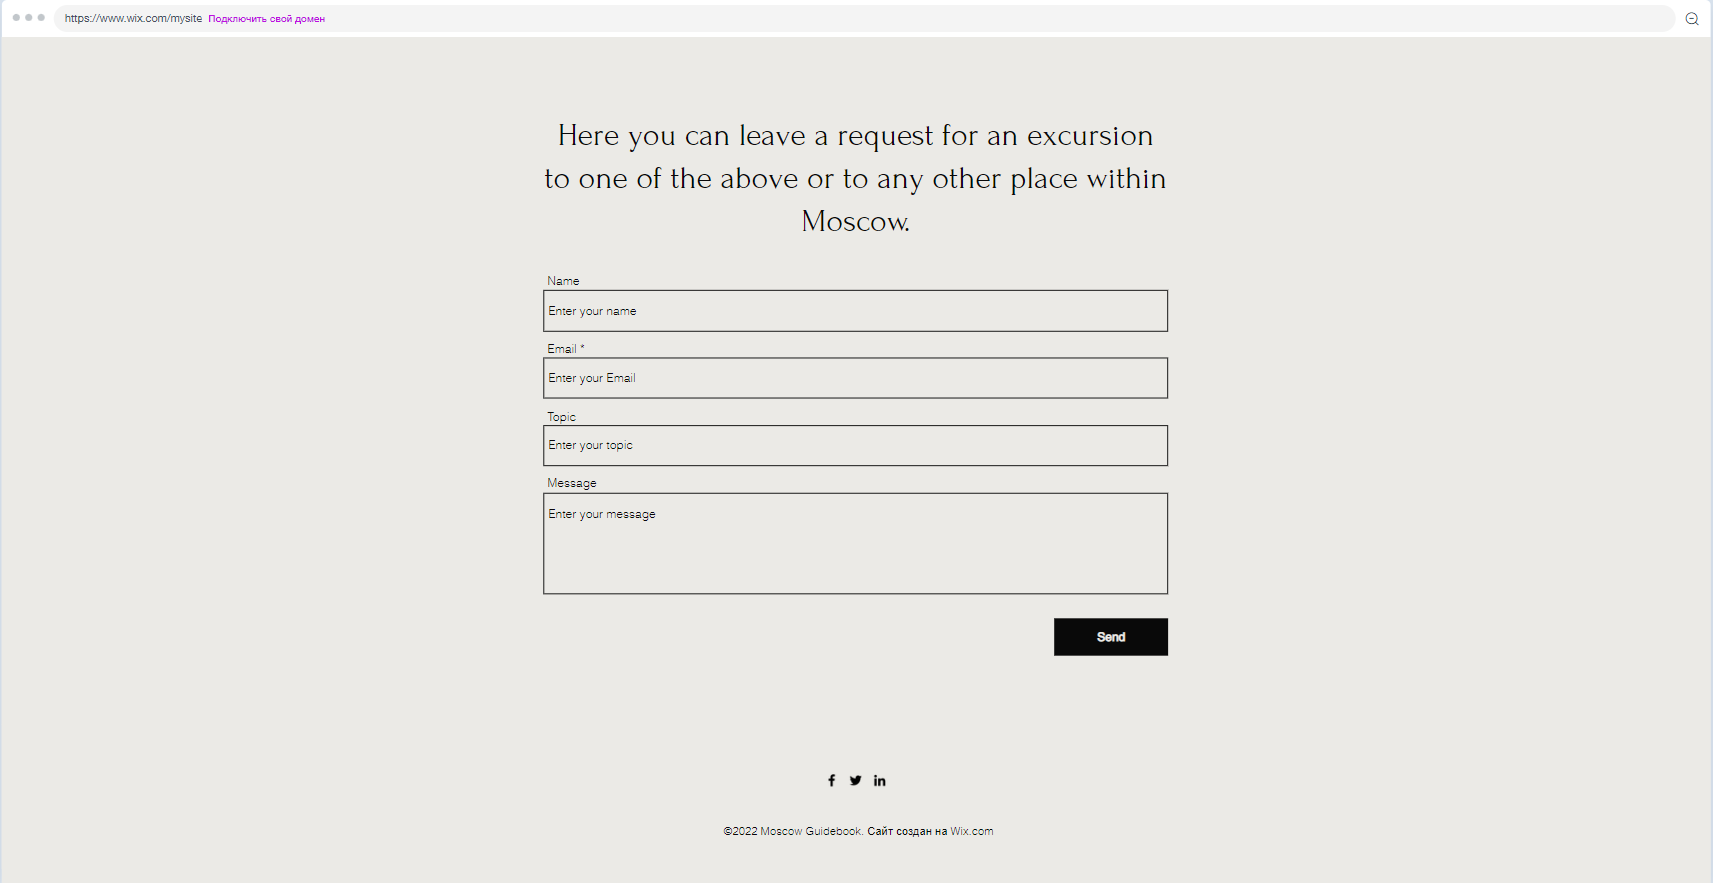 https://www.wix.com/mysite Подключить свой домен
Here you can leave a request for an excursion
to one of the above or to any other place within
Moscow.
Name
Enter your name
Email *
Enter your Email
Topic
Enter your topic
Message
Enter your message
Send
©2022 Moscow Guidebook. Сайт создан на Wix.com